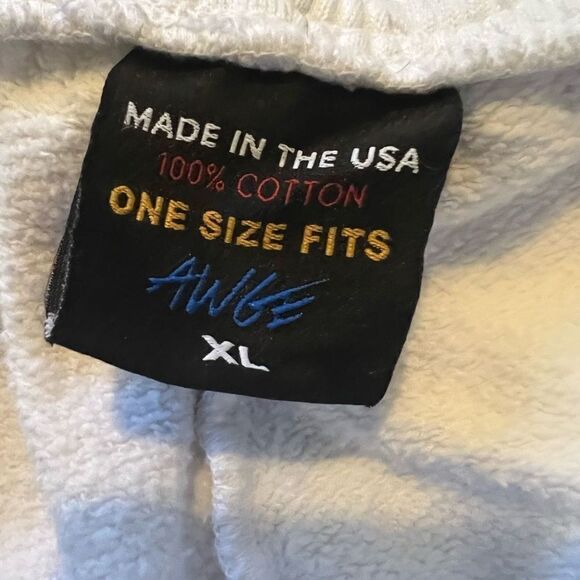 MADE IN THE USA
100% COTTON
ONE SIZE FITS
AWGE
XL